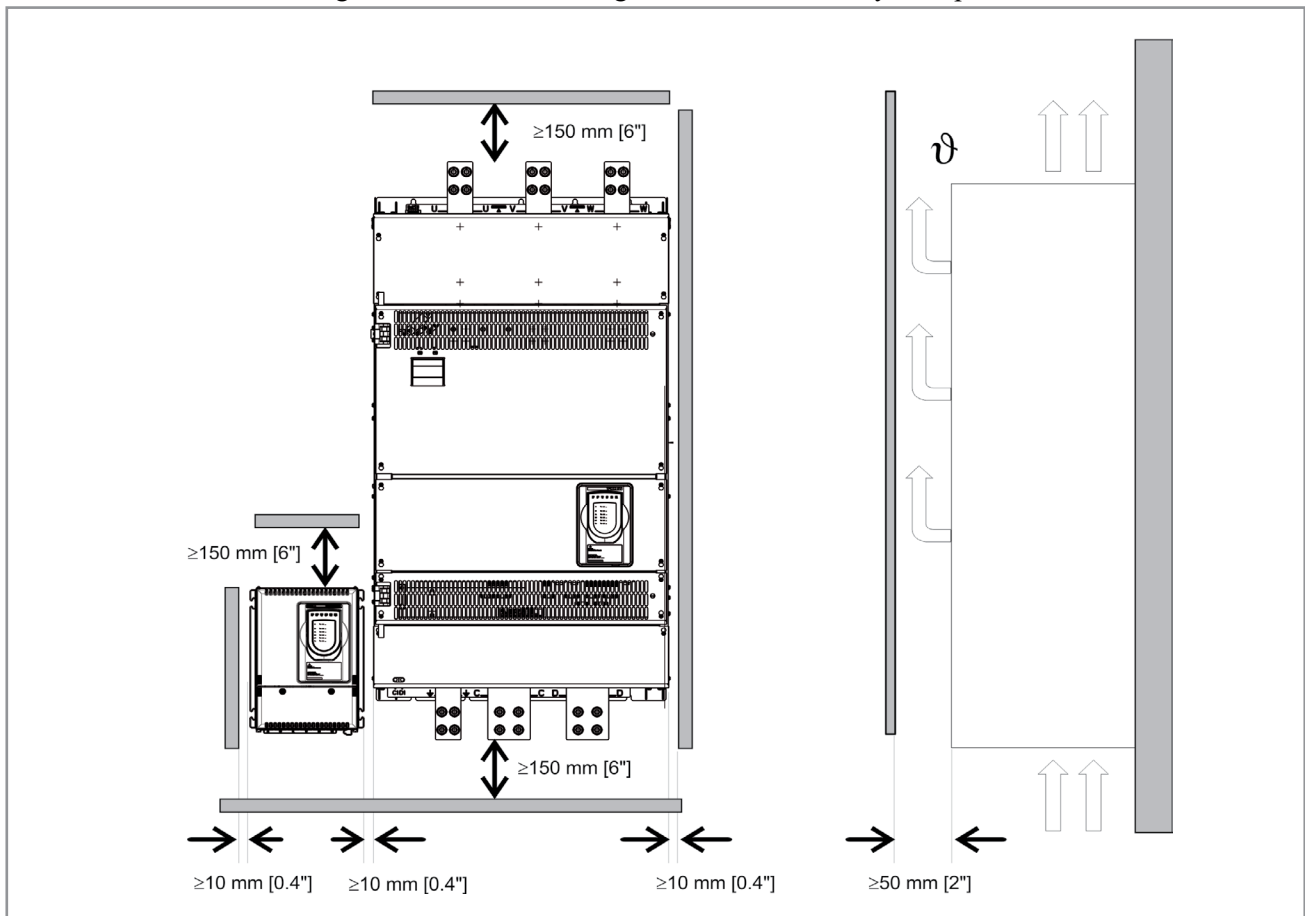 ≥150 mm [6"]
ϑ
U U V V W W
≥150 mm [6"]
C1D1 C C D D
≥150 mm [6"]
≥10 mm [0.4"] ≥10 mm [0.4"] ≥10 mm [0.4"] ≥50 mm [2"]